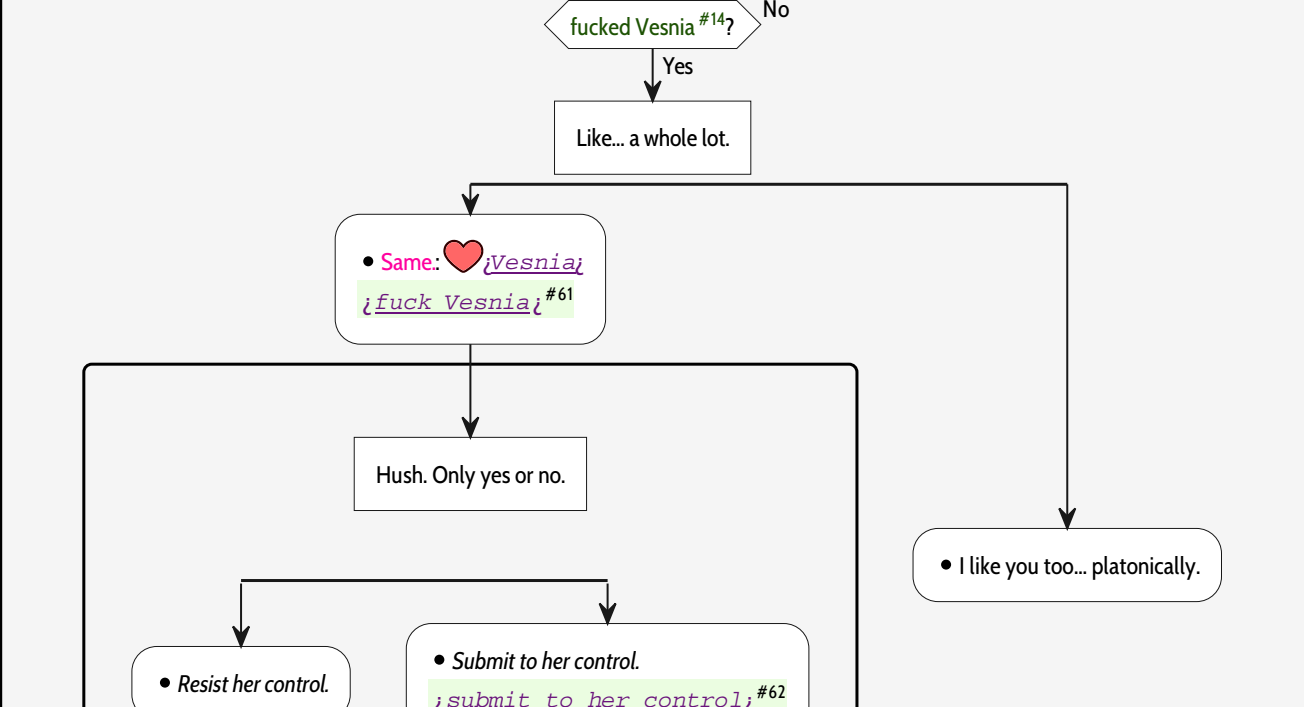 No
fucked Vesnia #14?
Yes
Like... a whole lot.
• Same.: ¿Vesnia¿
¿fuck Vesnia¿#61
Hush. Only yes or no.
• I like you too... platonically.
• Submit to her control.
• Resist her control.
¿submit to her control¿#62